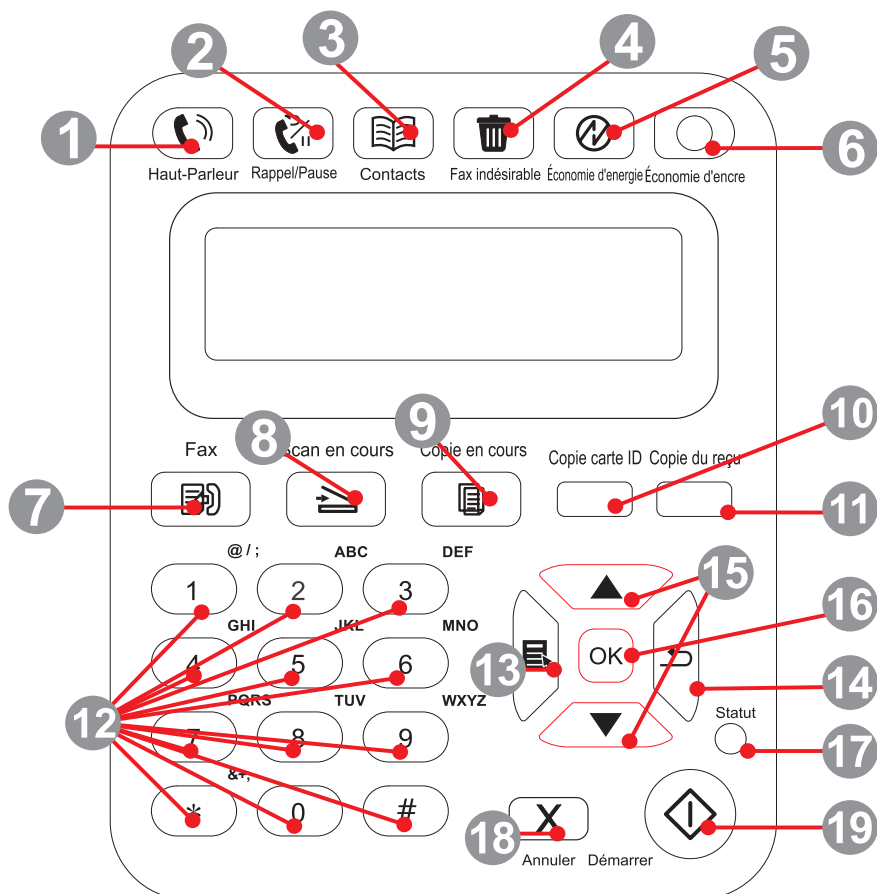 1 2 3 4 5 6
Haut-Parleur Rappel/Pause Contacts Fax indésirable Économie d'energie Économie d'encre
7 8 9 10 11
Fax Scan en cours Copie en cours Copie carte ID Copie du reçu
@ / ; ABC DEF
1 2 3
GHI JKL MNO
4 5 6
PQRS TUV WXYZ
7 8 9
&+,
* 0 #
12
15
16
13 OK
14
Statut
17
18 X 19
Annuler Démarrer